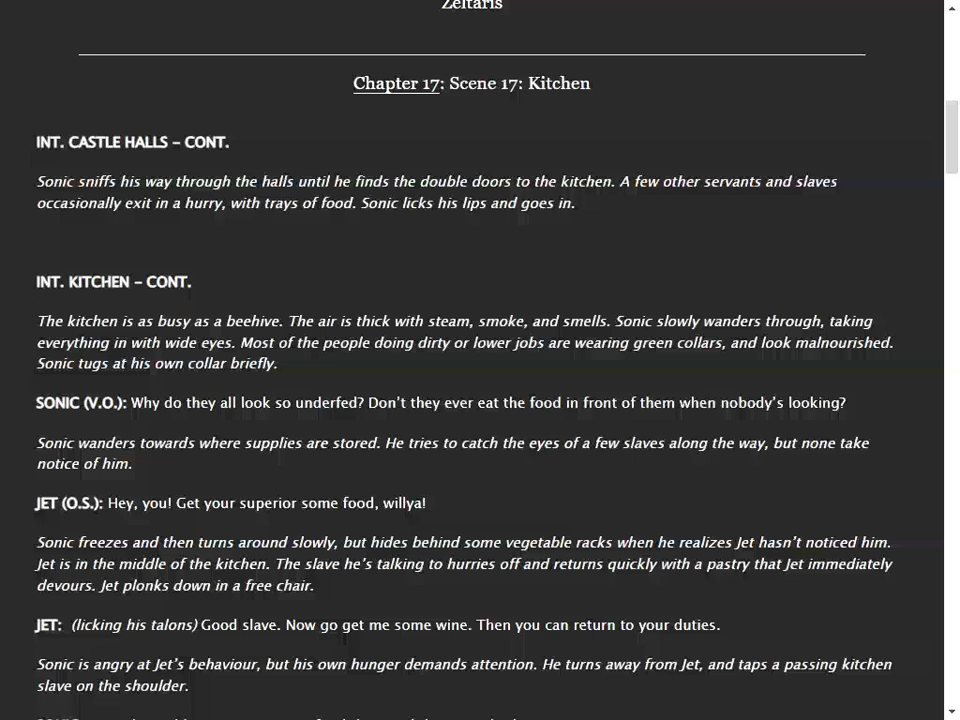 Zeltaris
Chapter 17: Scene 17: Kitchen
INT. CASTLE HALLS – CONT.
Sonic sniffs his way through the halls until he finds the double doors to the kitchen. A few other servants and slaves
occasionally exit in a hurry, with trays of food. Sonic licks his lips and goes in.
INT. KITCHEN – CONT.
The kitchen is as busy as a beehive. The air is thick with steam, smoke, and smells. Sonic slowly wanders through, taking
everything in with wide eyes. Most of the people doing dirty or lower jobs are wearing green collars, and look malnourished.
Sonic tugs at his own collar briefly.
SONIC (V.O.): Why do they all look so underfed? Don’t they ever eat the food in front of them when nobody’s looking?
Sonic wanders towards where supplies are stored. He tries to catch the eyes of a few slaves along the way, but none take
notice of him.
JET (O.S.): Hey, you! Get your superior some food, willya!
Sonic freezes and then turns around slowly, but hides behind some vegetable racks when he realizes Jet hasn’t noticed him.
Jet is in the middle of the kitchen. The slave he’s talking to hurries off and returns quickly with a pastry that Jet immediately
devours. Jet plonks down in a free chair.
JET: (licking his talons) Good slave. Now go get me some wine. Then you can return to your duties.
Sonic is angry at Jet’s behaviour, but his own hunger demands attention. He turns away from Jet, and taps a passing kitchen
slave on the shoulder.